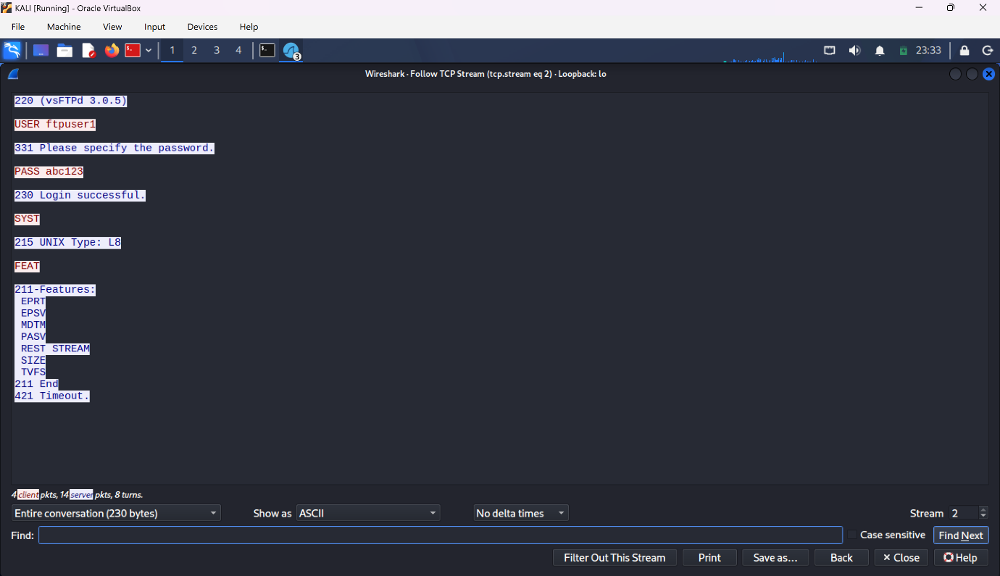 KALI [Running] - Oracle VirtualBox
File Machine View Input Devices Help
1 2 3 4 3 23:33
Wireshark · Follow TCP Stream (tcp.stream eq 2) · Loopback: lo
220 (vsFTPd 3.0.5)
USER ftpuser1
331 Please specify the password.
PASS abc123
230 Login successful.
SYST
215 UNIX Type: L8
FEAT
211-Features:
EPRT
EPSV
MDTM
PASV
REST STREAM
SIZE
TVFS
211 End
421 Timeout.
4 client pkts, 14 server pkts, 8 turns.
Entire conversation (230 bytes) Show as ASCII No delta times Stream 2
Find: Case sensitive Find Next
Filter Out This Stream Print Save as... Back × Close Help